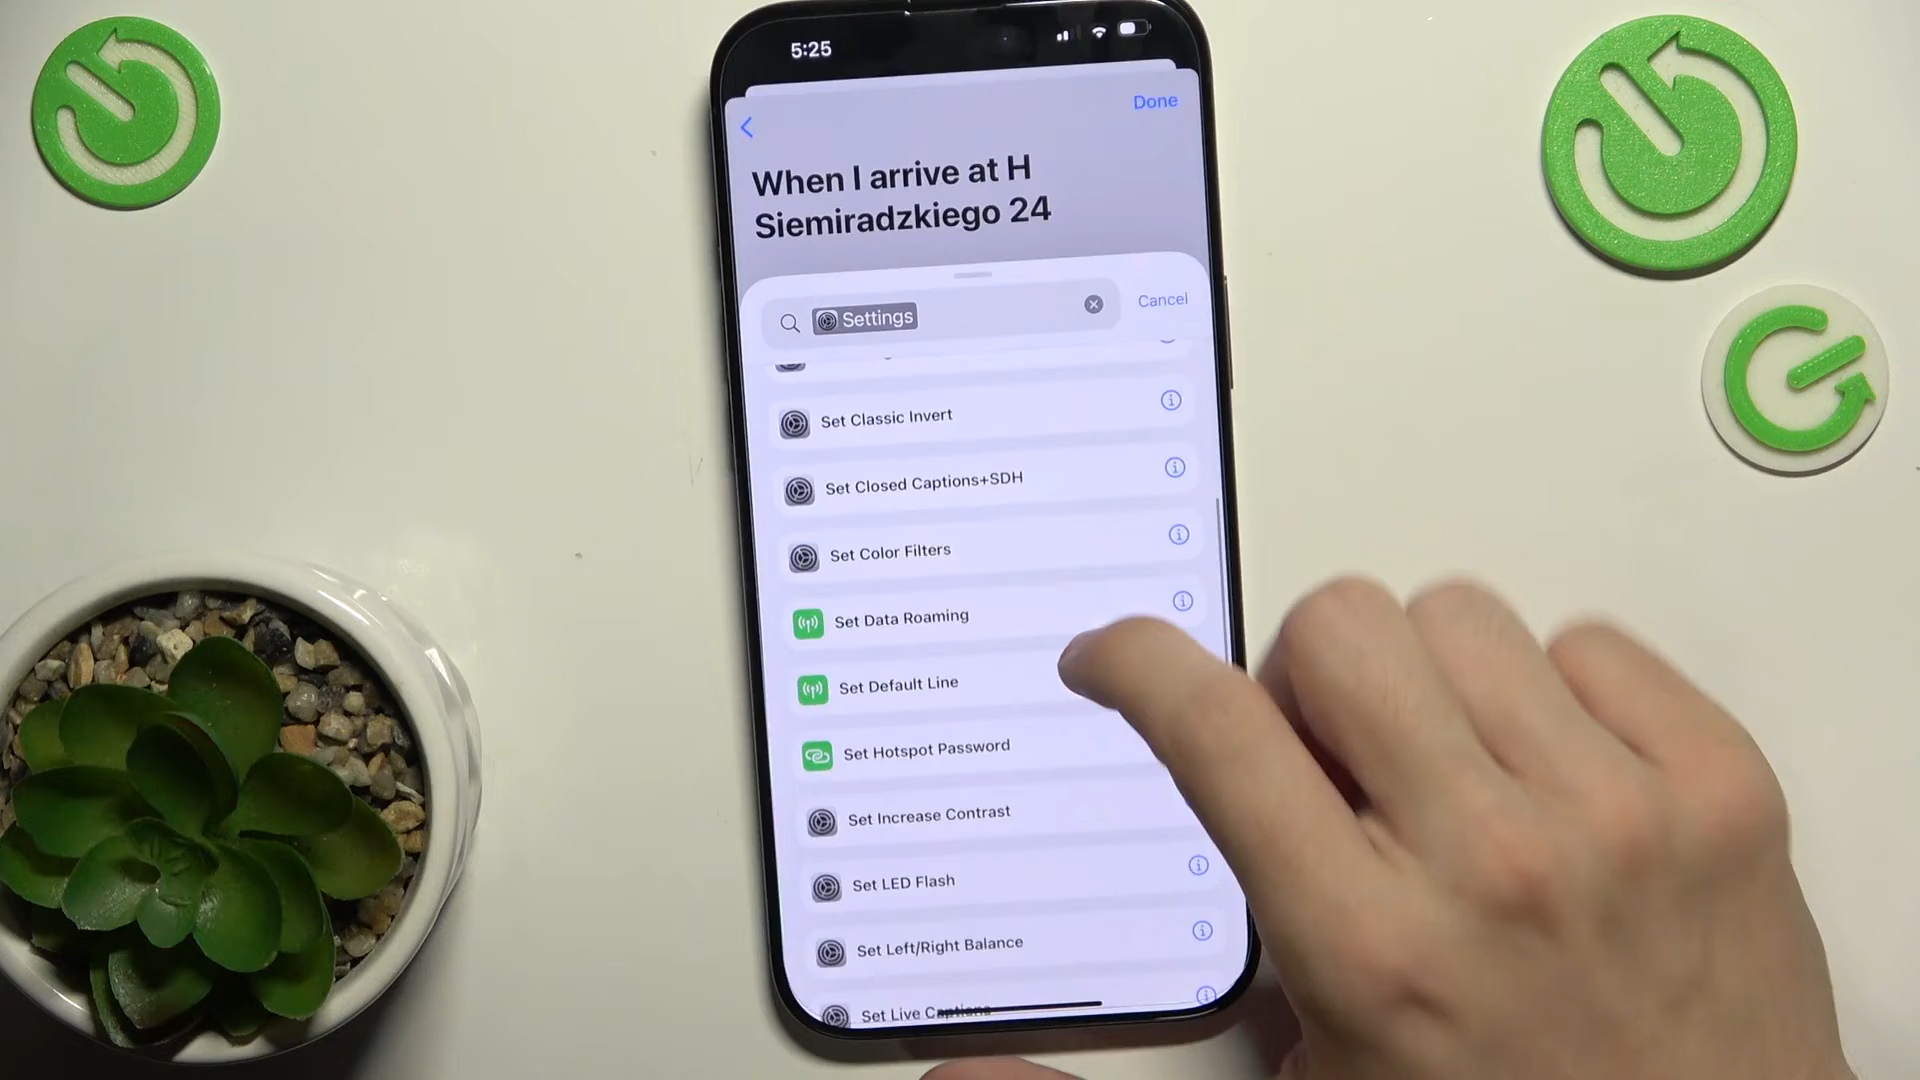 5:25
Done
When I arrive at H
Siemiradzkiego 24
Settings
Cancel
Set Classic Invert
Set Closed Captions+SDH
Set Color Filters
Set Data Roaming
Set Default Line
Set Hotspot Password
Set Increase Contrast
Set LED Flash
Set Left/Right Balance
Set Live Captions